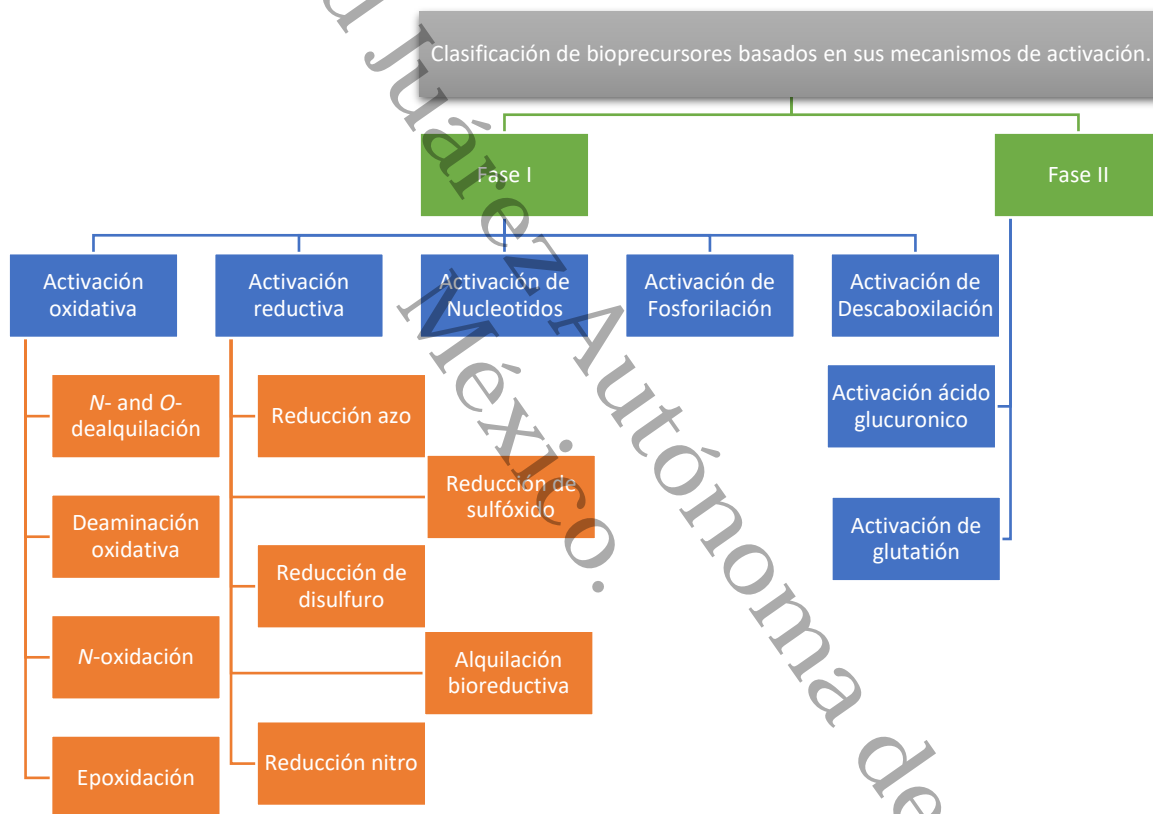 Clasificación de bioprecursores basados en sus mecanismos de activación.
Fase I
Fase II
Activación
oxidativa
Activación
reductiva
Activación de
Nucleotidos
Activación de
Fosforilación
Activación de
Descaboxilación
N- and O-
dealquilación
Deaminación
oxidativa
N-oxidación
Epoxidación
Reducción azo
Reducción de
sulfóxido
Reducción de
disulfuro
Alquilación
bioreductiva
Reducción nitro
Activación ácido
glucuronico
Activación de
glutatión
Juárez Autónoma de
México.